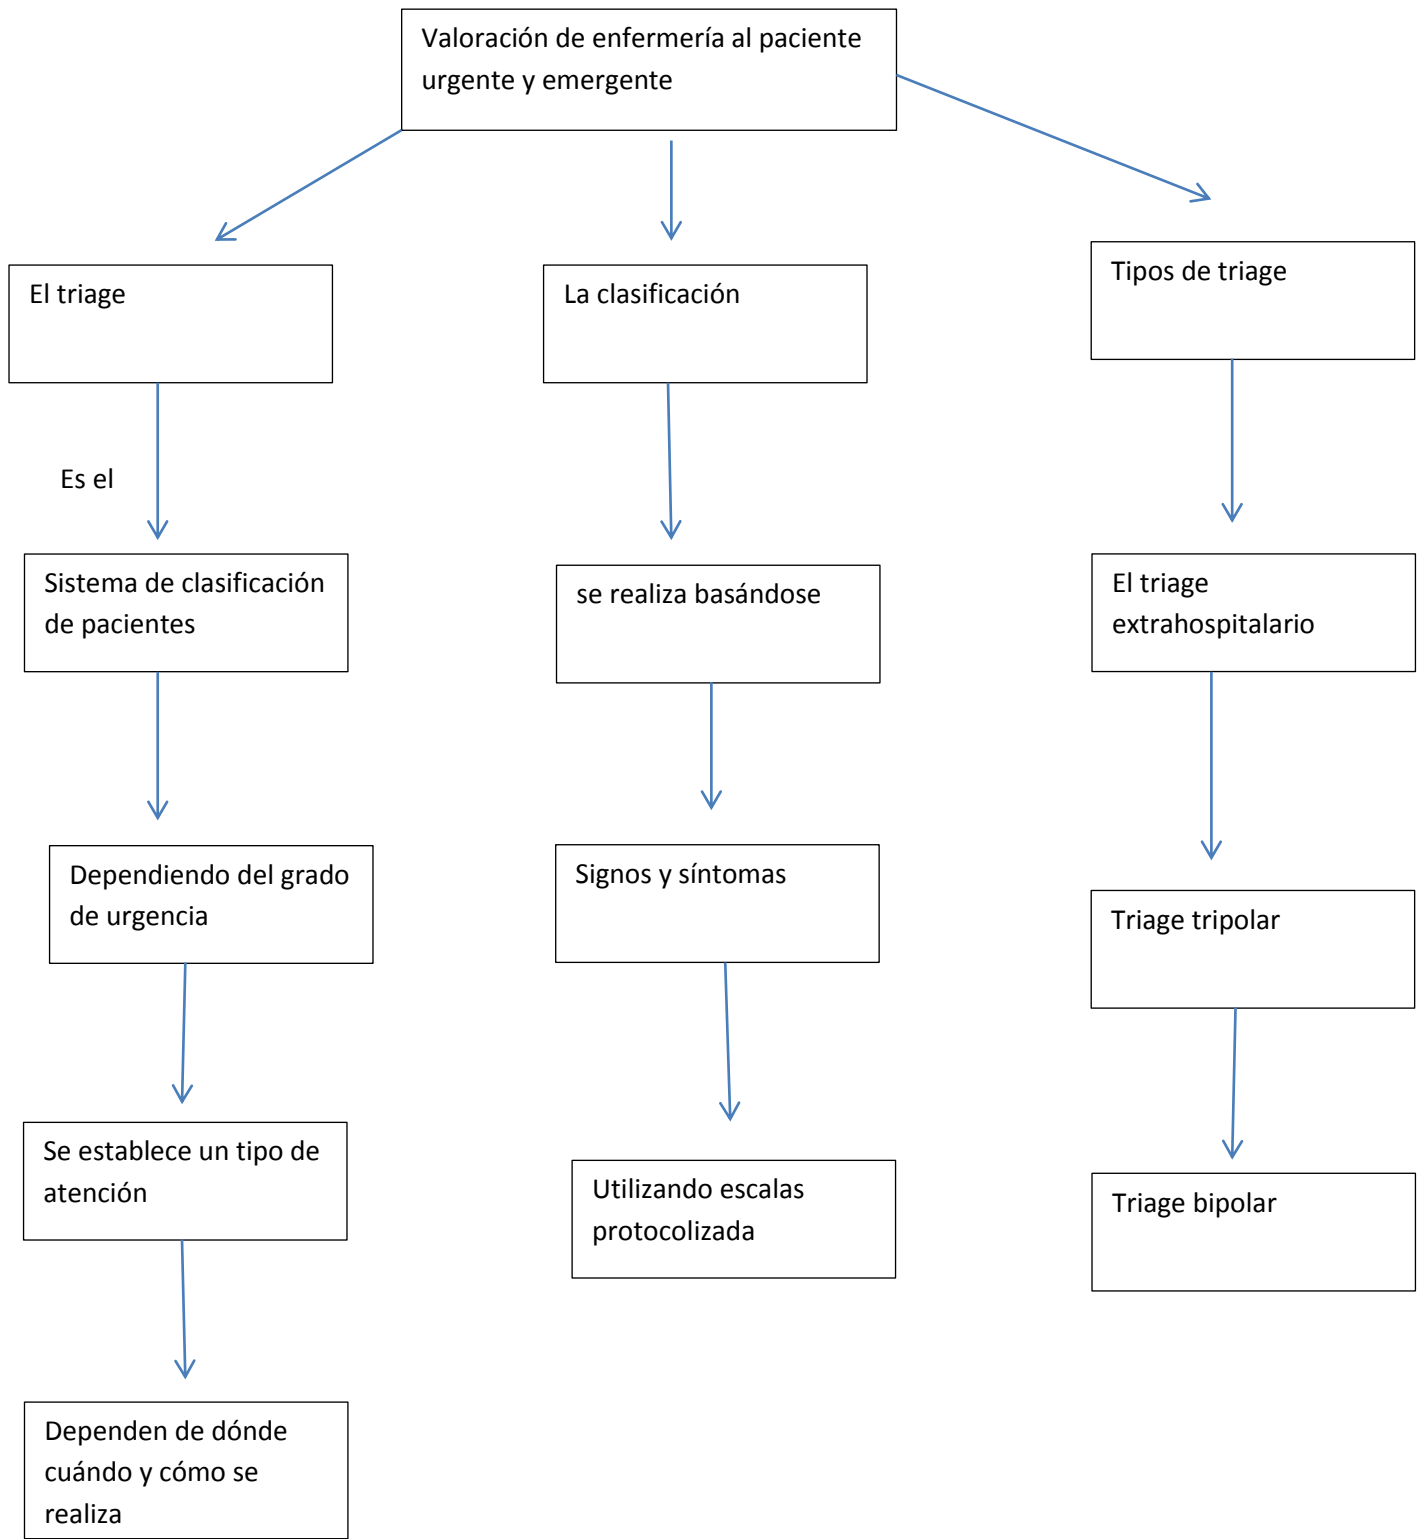 Valoración de enfermería al paciente
urgente y emergente
El triage
La clasificación
Tipos de triage
Es el
Sistema de clasificación
de pacientes
se realiza basándose
El triage
extrahospitalario
Dependiendo del grado
de urgencia
Signos y síntomas
Triage tripolar
Se establece un tipo de
atención
Utilizando escalas
protocolizada
Triage bipolar
Dependen de dónde
cuándo y cómo se
realiza